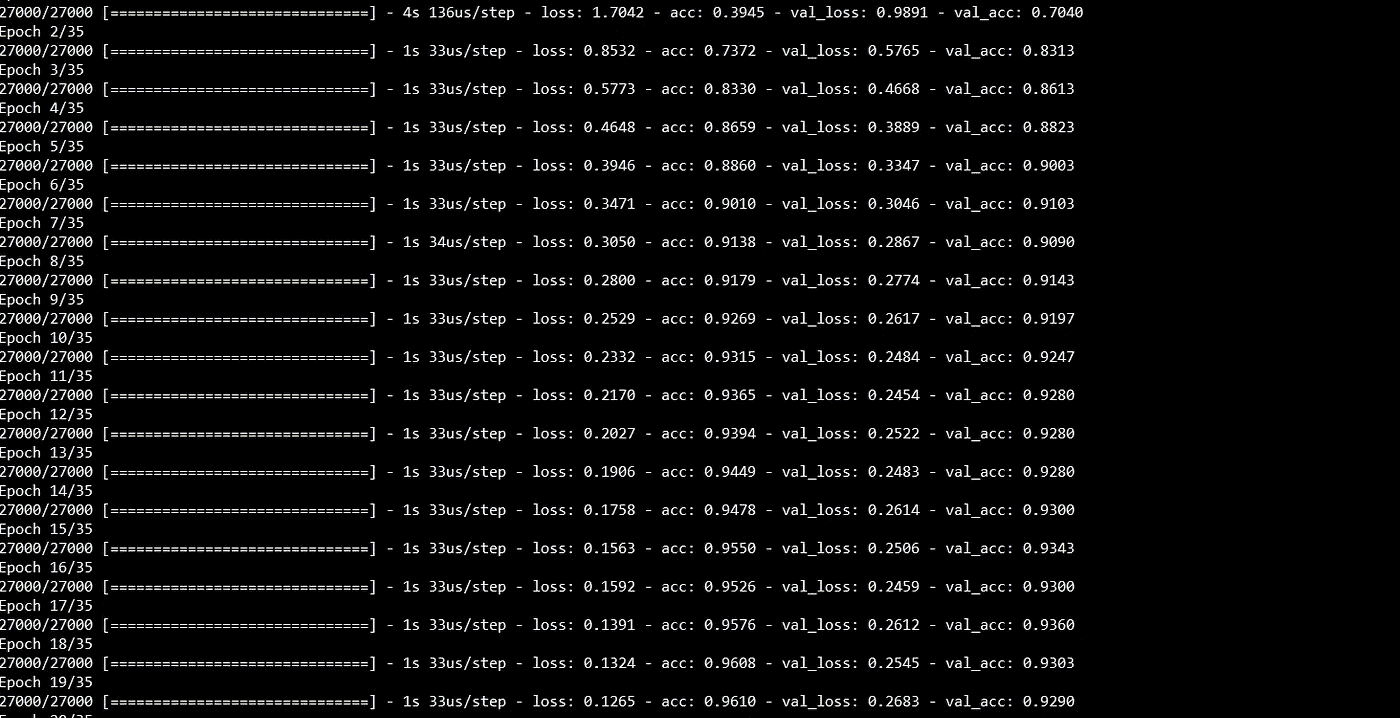 27000/27000 [==============================] - 4s 136us/step - loss: 1.7042 - acc: 0.3945 - val_loss: 0.9891 - val_acc: 0.7040
Epoch 2/35
27000/27000 [==============================] - 1s 33us/step - loss: 0.8532 - acc: 0.7372 - val_loss: 0.5765 - val_acc: 0.8313
Epoch 3/35
27000/27000 [==============================] - 1s 33us/step - loss: 0.5773 - acc: 0.8330 - val_loss: 0.4668 - val_acc: 0.8613
Epoch 4/35
27000/27000 [==============================] - 1s 33us/step - loss: 0.4648 - acc: 0.8659 - val_loss: 0.3889 - val_acc: 0.8823
Epoch 5/35
27000/27000 [==============================] - 1s 33us/step - loss: 0.3946 - acc: 0.8860 - val_loss: 0.3347 - val_acc: 0.9003
Epoch 6/35
27000/27000 [==============================] - 1s 33us/step - loss: 0.3471 - acc: 0.9010 - val_loss: 0.3046 - val_acc: 0.9103
Epoch 7/35
27000/27000 [==============================] - 1s 34us/step - loss: 0.3050 - acc: 0.9138 - val_loss: 0.2867 - val_acc: 0.9090
Epoch 8/35
27000/27000 [==============================] - 1s 33us/step - loss: 0.2800 - acc: 0.9179 - val_loss: 0.2774 - val_acc: 0.9143
Epoch 9/35
27000/27000 [==============================] - 1s 33us/step - loss: 0.2529 - acc: 0.9269 - val_loss: 0.2617 - val_acc: 0.9197
Epoch 10/35
27000/27000 [==============================] - 1s 33us/step - loss: 0.2332 - acc: 0.9315 - val_loss: 0.2484 - val_acc: 0.9247
Epoch 11/35
27000/27000 [==============================] - 1s 33us/step - loss: 0.2170 - acc: 0.9365 - val_loss: 0.2454 - val_acc: 0.9280
Epoch 12/35
27000/27000 [==============================] - 1s 33us/step - loss: 0.2027 - acc: 0.9394 - val_loss: 0.2522 - val_acc: 0.9280
Epoch 13/35
27000/27000 [==============================] - 1s 33us/step - loss: 0.1906 - acc: 0.9449 - val_loss: 0.2483 - val_acc: 0.9280
Epoch 14/35
27000/27000 [==============================] - 1s 33us/step - loss: 0.1758 - acc: 0.9478 - val_loss: 0.2614 - val_acc: 0.9300
Epoch 15/35
27000/27000 [==============================] - 1s 33us/step - loss: 0.1563 - acc: 0.9550 - val_loss: 0.2506 - val_acc: 0.9343
Epoch 16/35
27000/27000 [==============================] - 1s 33us/step - loss: 0.1592 - acc: 0.9526 - val_loss: 0.2459 - val_acc: 0.9300
Epoch 17/35
27000/27000 [==============================] - 1s 33us/step - loss: 0.1391 - acc: 0.9576 - val_loss: 0.2612 - val_acc: 0.9360
Epoch 18/35
27000/27000 [==============================] - 1s 33us/step - loss: 0.1324 - acc: 0.9608 - val_loss: 0.2545 - val_acc: 0.9303
Epoch 19/35
27000/27000 [==============================] - 1s 33us/step - loss: 0.1265 - acc: 0.9610 - val_loss: 0.2683 - val_acc: 0.9290